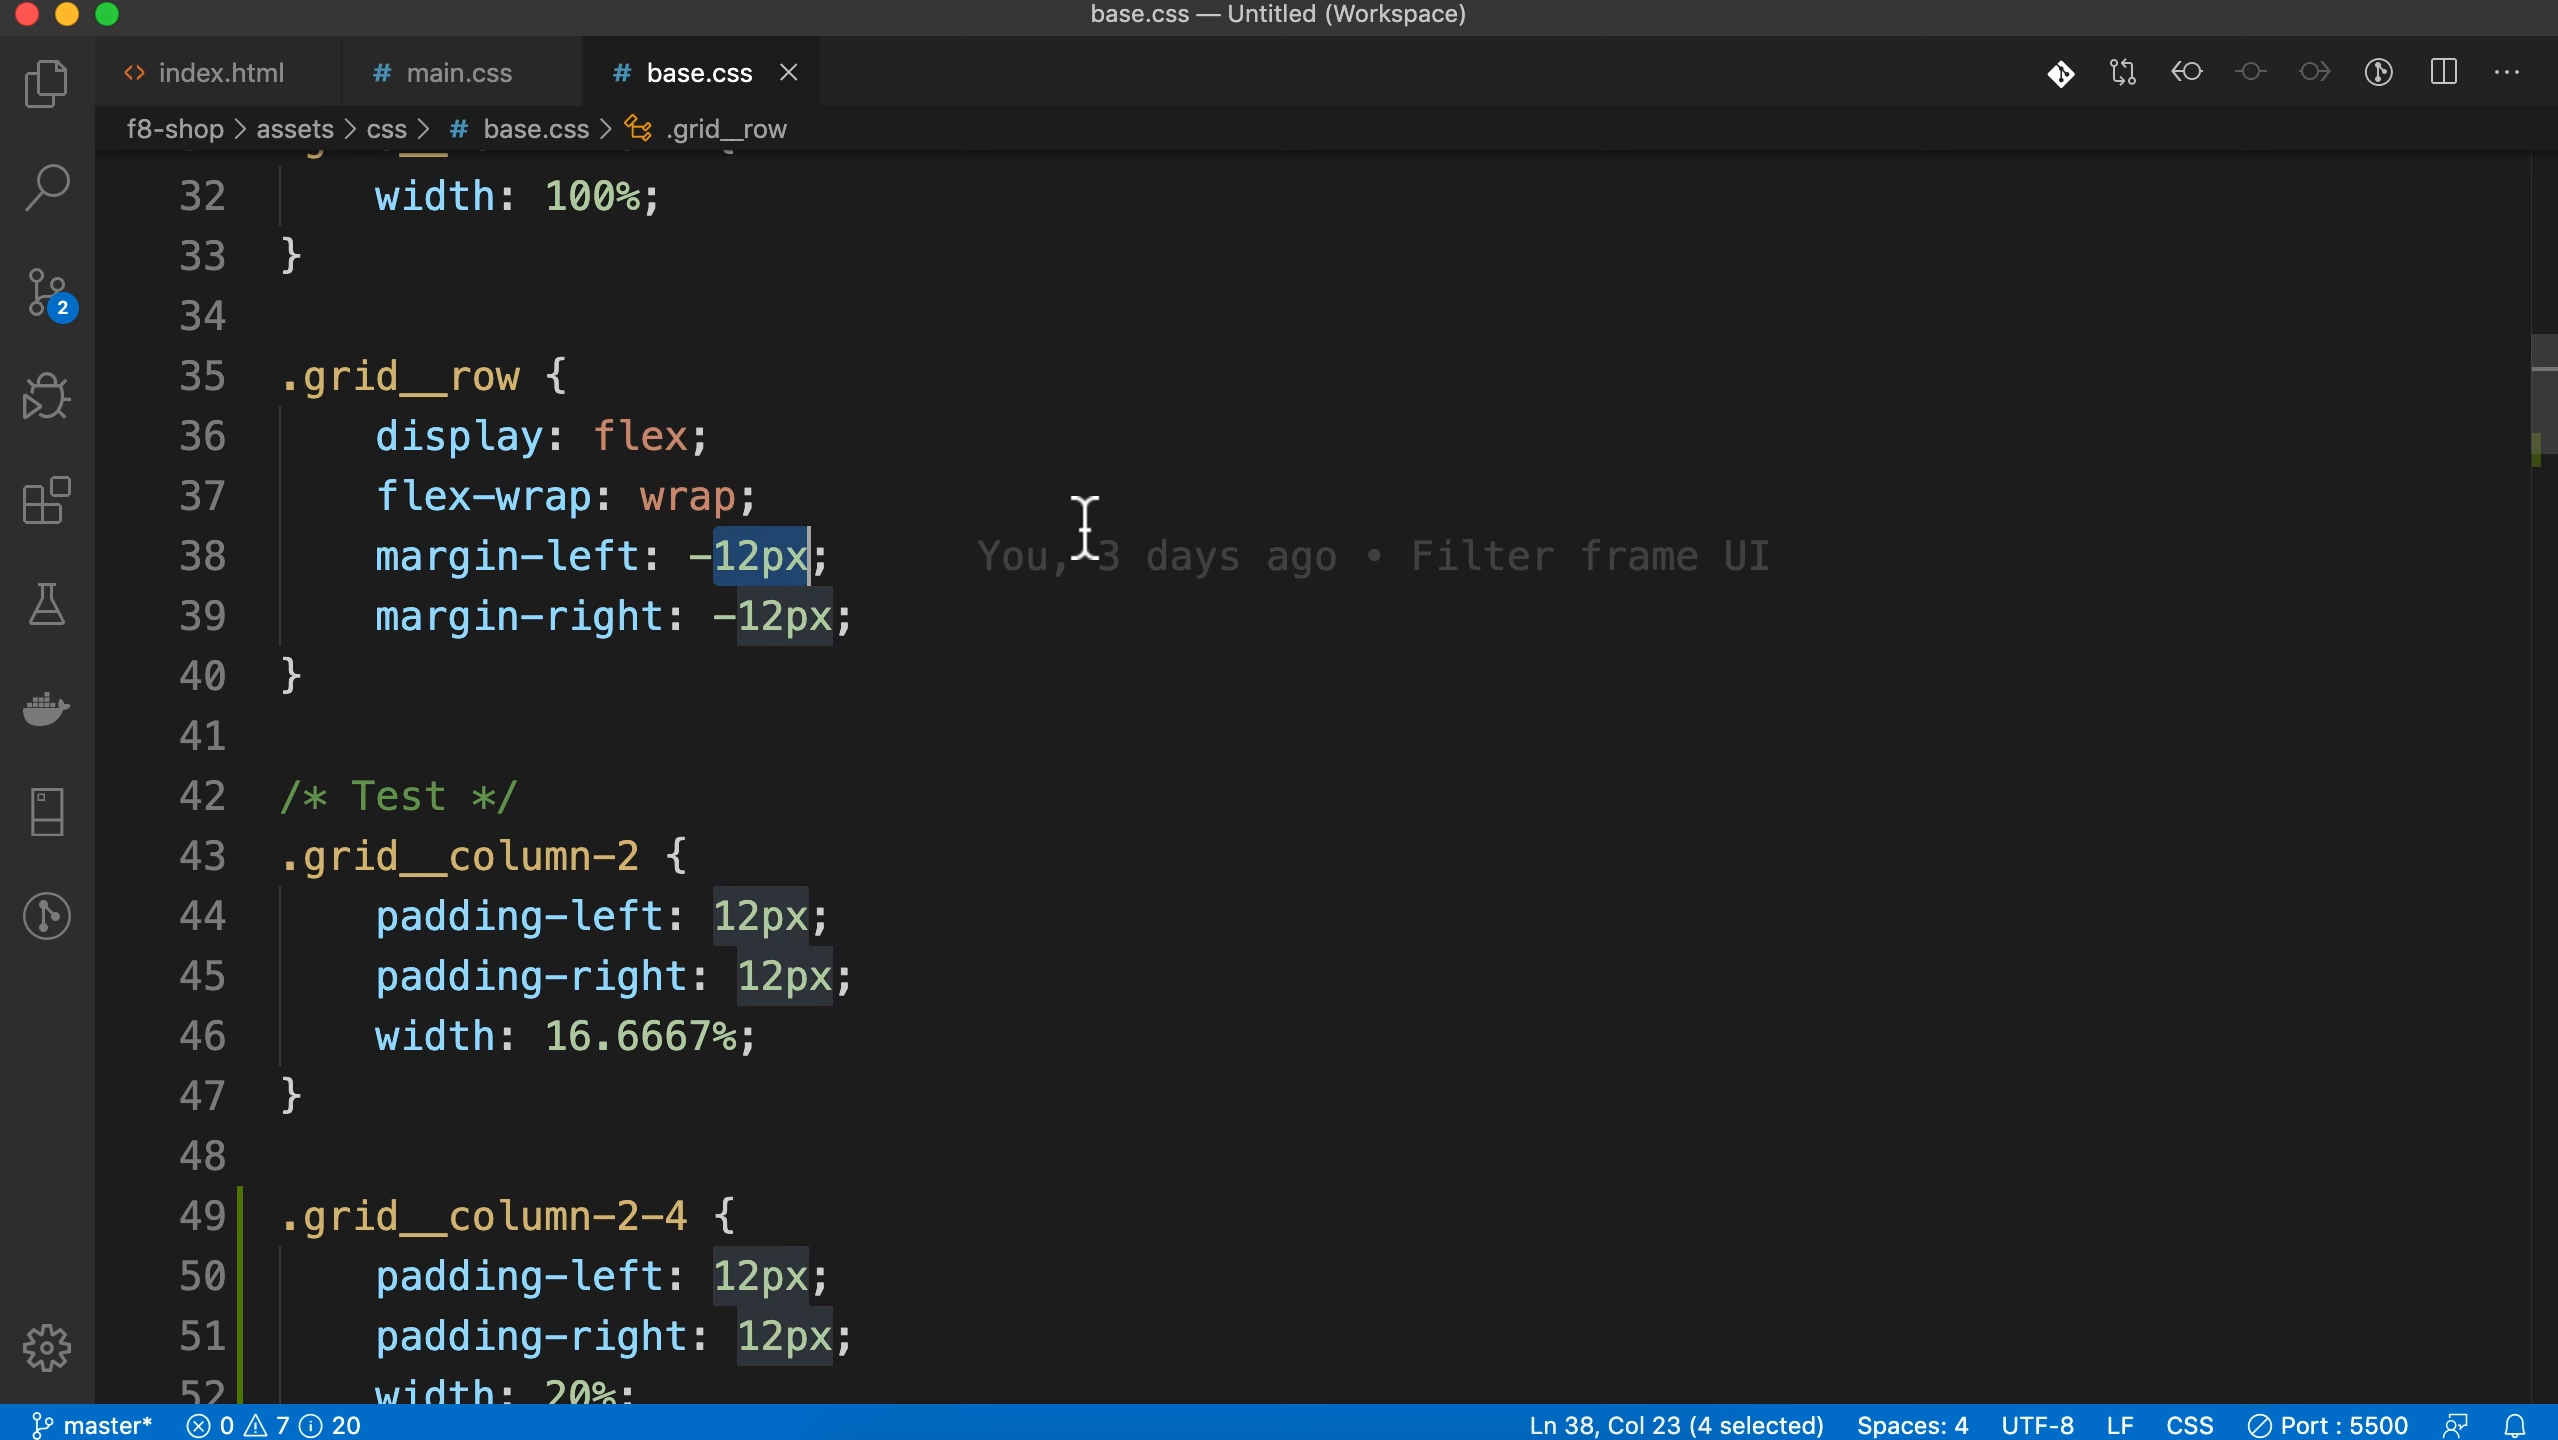 base.css — Untitled (Workspace)
index.html
# main.css
# base.css
f8-shop > assets > css > # base.css > .grid__row
32 width: 100%;
33 }
34
35 .grid__row {
36 display: flex;
37 flex-wrap: wrap;
38 margin-left: -12px; You, 3 days ago • Filter frame UI
39 margin-right: -12px;
40 }
41
42 /* Test */
43 .grid__column-2 {
44 padding-left: 12px;
45 padding-right: 12px;
46 width: 16.6667%;
47 }
48
49 .grid__column-2-4 {
50 padding-left: 12px;
51 padding-right: 12px;
52 width: 20%;
2
master* 0 7 20 Ln 38, Col 23 (4 selected) Spaces: 4 UTF-8 LF CSS Port : 5500